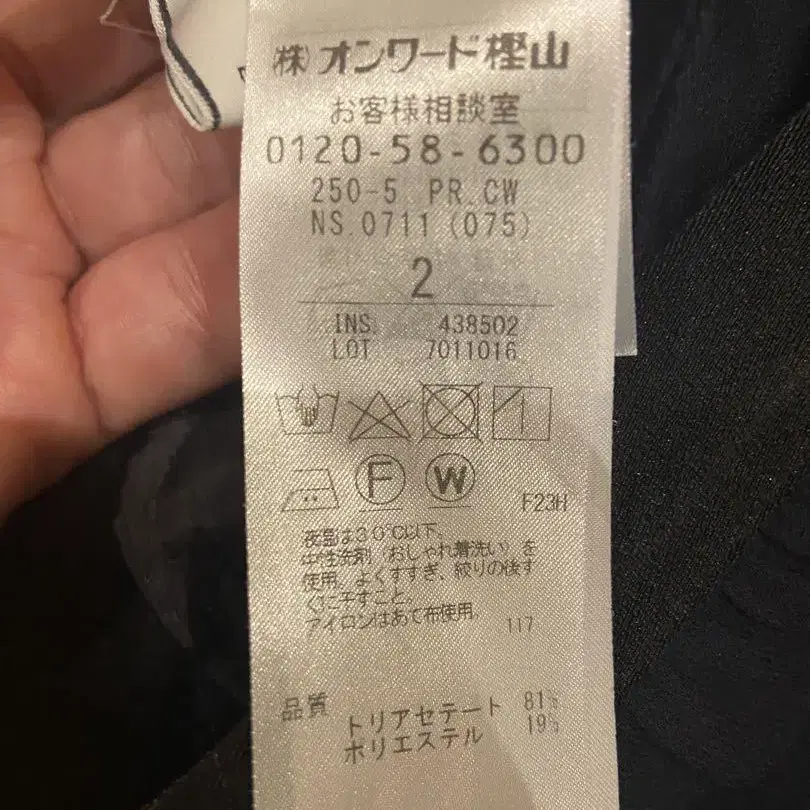 (株)オンワード樫山
お客様相談室
0120-58-6300
250-5 PR.CW
NS.0711 (075)
2
INS. 438502
LOT 7011016
F W
F23H
液温は30℃以下、
中性洗剤(おしゃれ着洗い)を
使用、よくすすぎ、絞りの後す
ぐに干すこと。
アイロンはあて布使用。
117
品質 トリアセテート 81%
ポリエステル 19%